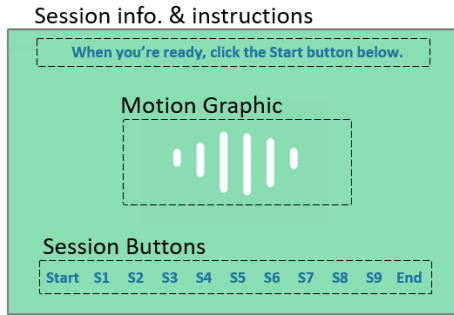 Session info. & instructions
When you’re ready, click the Start button below.
Motion Graphic
Session Buttons
Start S1 S2 S3 S4 S5 S6 S7 S8 S9 End